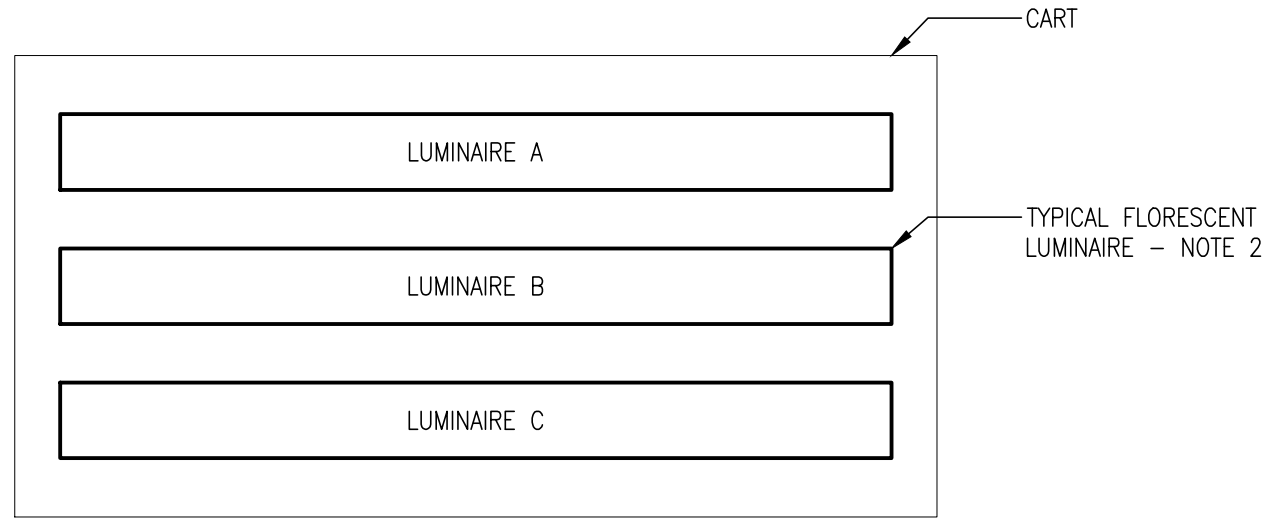 CART
LUMINAIRE A
TYPICAL FLORESCENT
LUMINAIRE – NOTE 2
LUMINAIRE B
LUMINAIRE C